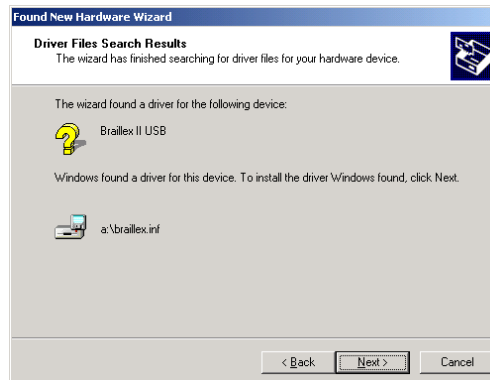 Found New Hardware Wizard
Driver Files Search Results
The wizard has finished searching for driver files for your hardware device.
The wizard found a driver for the following device:
Braillex II USB
Windows found a driver for this device. To install the driver Windows found, click Next.
a:\braillex.inf
< Back Next > Cancel